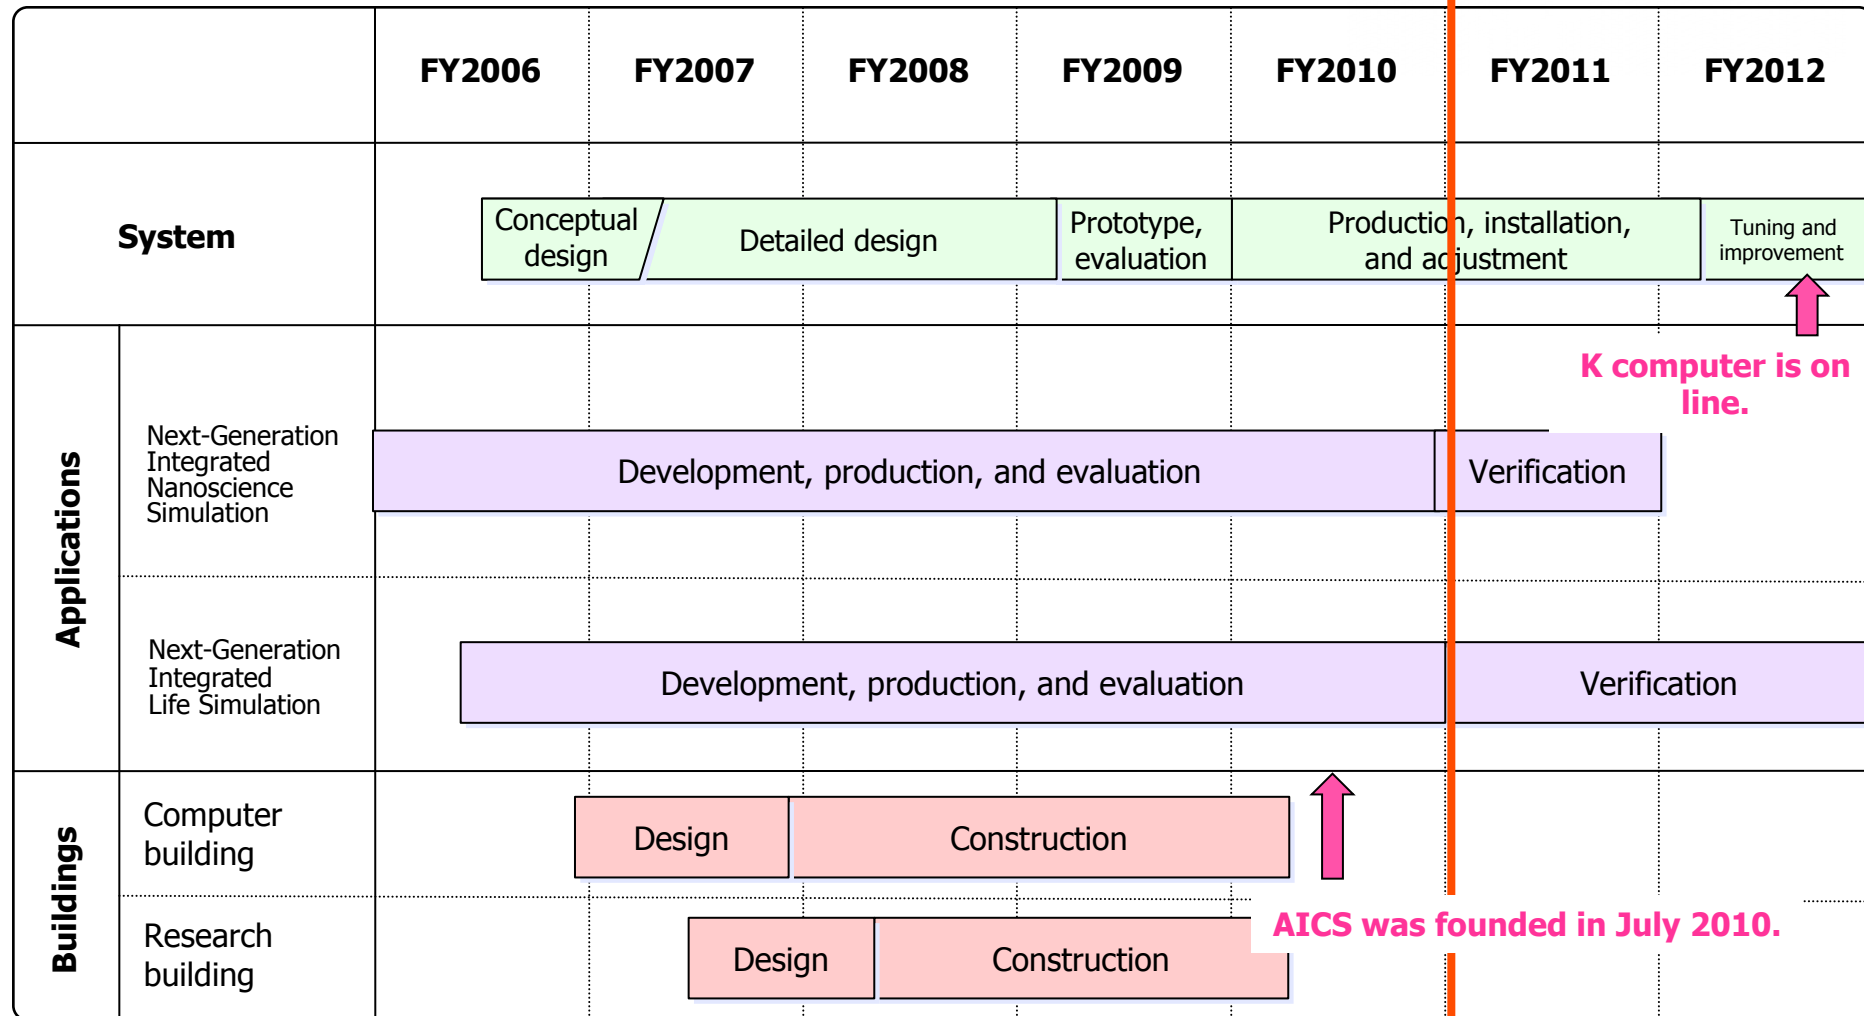 FY2006
FY2007
FY2008
FY2009
FY2010
FY2011
FY2012
System
Conceptual
design
Detailed design
Prototype,
evaluation
Production, installation,
and adjustment
Tuning and
improvement
K computer is on
line.
Applications
Next-Generation
Integrated
Nanoscience
Simulation
Development, production, and evaluation
Verification
Next-Generation
Integrated
Life Simulation
Development, production, and evaluation
Verification
Buildings
Computer
building
Design
Construction
AICS was founded in July 2010.
Research
building
Design
Construction